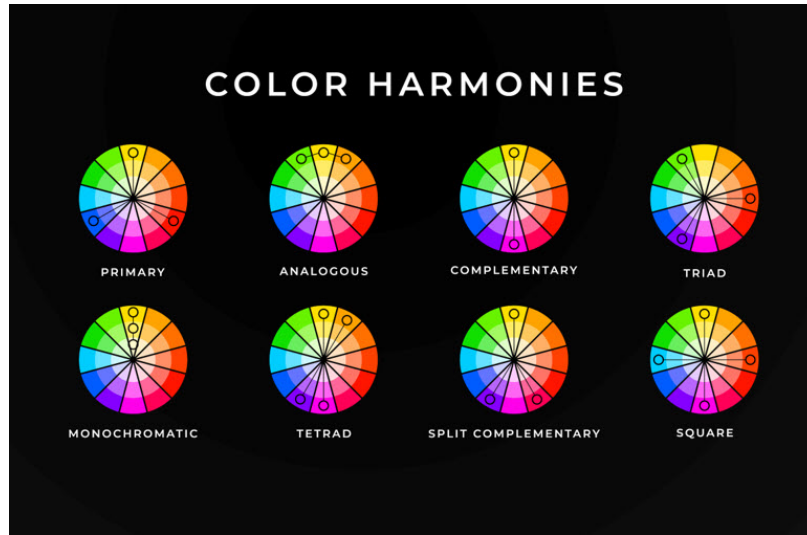 COLOR HARMONIES
PRIMARY
ANALOGOUS
COMPLEMENTARY
TRIAD
MONOCHROMATIC
TETRAD
SPLIT COMPLEMENTARY
SQUARE